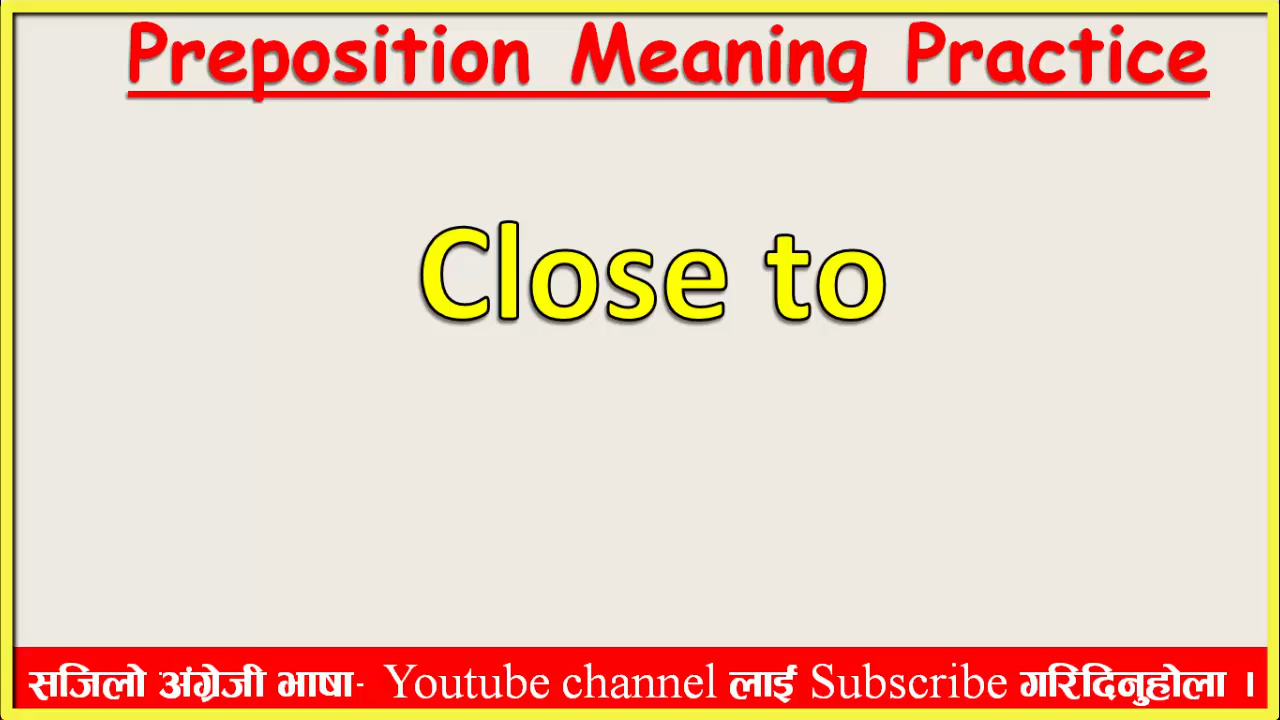 Preposition Meaning Practice
Close to
सजिलो अंग्रेजी भाषा- Youtube channel लाई Subscribe गरिदिनुहोला ।